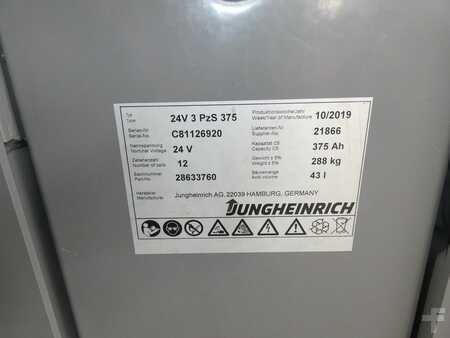 Typ
Type
24V 3 PzS 375
Produktionswoche/Jahr
Week/Year of Manufacture
10/2019
Serien-Nr
Serial-No.
C81126920
Lieferanten-Nr
Supplier-No.
21866
Nennspannung
Nominal Voltage
24 V
Kapazität C5
Capacity C5
375 Ah
Zellenanzahl
Number of cells
12
Gewicht ± 5%
Weight ± 5%
288 kg
Sachnummer
Part-Number
28633760
Säuremenge
Acid volume
43 l
Hersteller
Manufacturer
Jungheinrich AG, 22039 HAMBURG, GERMANY
JUNGHEINRICH